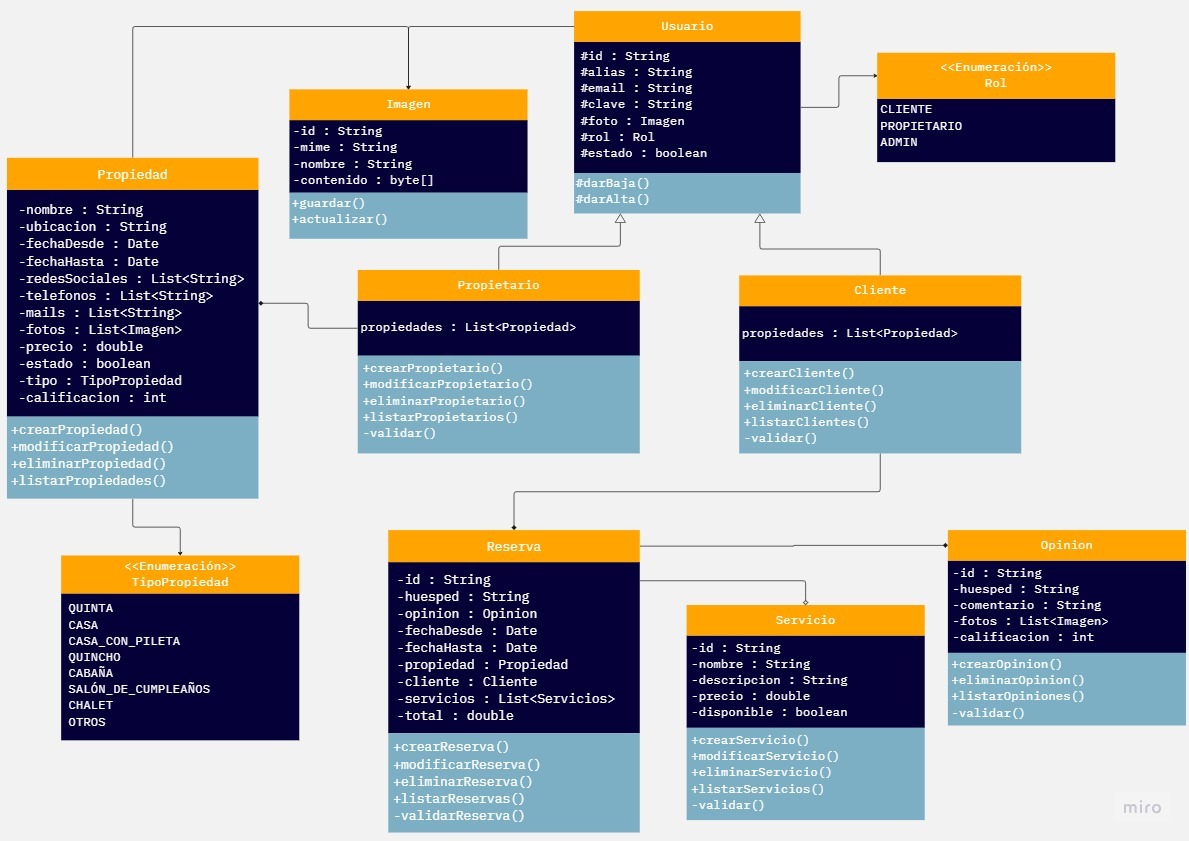 Usuario
#id : String
#alias : String
#email : String
#clave : String
#foto : Imagen
#rol : Rol
#estado : boolean
#darBaja()
#darAlta()
<<Enumeración>>
Rol
CLIENTE
PROPIETARIO
ADMIN
Imagen
-id : String
-mime : String
-nombre : String
-contenido : byte[]
+guardar()
+actualizar()
Propiedad
-nombre : String
-ubicacion : String
-fechaDesde : Date
-fechaHasta : Date
-redesSociales : List<String>
-telefonos : List<String>
-mails : List<String>
-fotos : List<Imagen>
-precio : double
-estado : boolean
-tipo : TipoPropiedad
-calificacion : int
+crearPropiedad()
+modificarPropiedad()
+eliminarPropiedad()
+listarPropiedades()
Propietario
propiedades : List<Propiedad>
+crearPropietario()
+modificarPropietario()
+eliminarPropietario()
+listarPropietarios()
-validar()
Cliente
propiedades : List<Propiedad>
+crearCliente()
+modificarCliente()
+eliminarCliente()
+listarClientes()
-validar()
<<Enumeración>>
TipoPropiedad
QUINTA
CASA
CASA_CON_PILETA
QUINCHO
CABAÑA
SALÓN_DE_CUMPLEAÑOS
CHALET
OTROS
Reserva
-id : String
-huesped : String
-opinion : Opinion
-fechaDesde : Date
-fechaHasta : Date
-propiedad : Propiedad
-cliente : Cliente
-servicios : List<Servicios>
-total : double
+crearReserva()
+modificarReserva()
+eliminarReserva()
+listarReservas()
-validarReserva()
Servicio
-id : String
-nombre : String
-descripcion : String
-precio : double
-disponible : boolean
+crearServicio()
+modificarServicio()
+eliminarServicio()
+listarServicios()
-validar()
Opinion
-id : String
-huesped : String
-comentario : String
-fotos : List<Imagen>
-calificacion : int
+crearOpinion()
+eliminarOpinion()
+listarOpiniones()
-validar()
miro